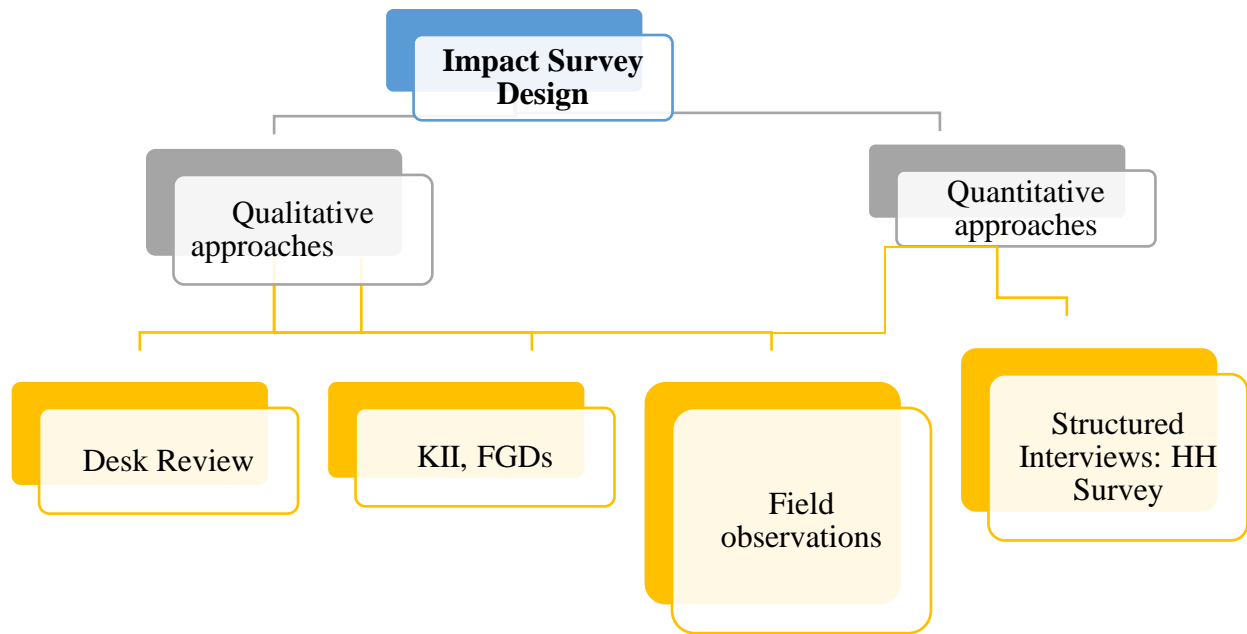 Impact Survey
Design
Qualitative
approaches
Quantitative
approaches
Desk Review
KII, FGDs
Field
observations
Structured
Interviews: HH
Survey